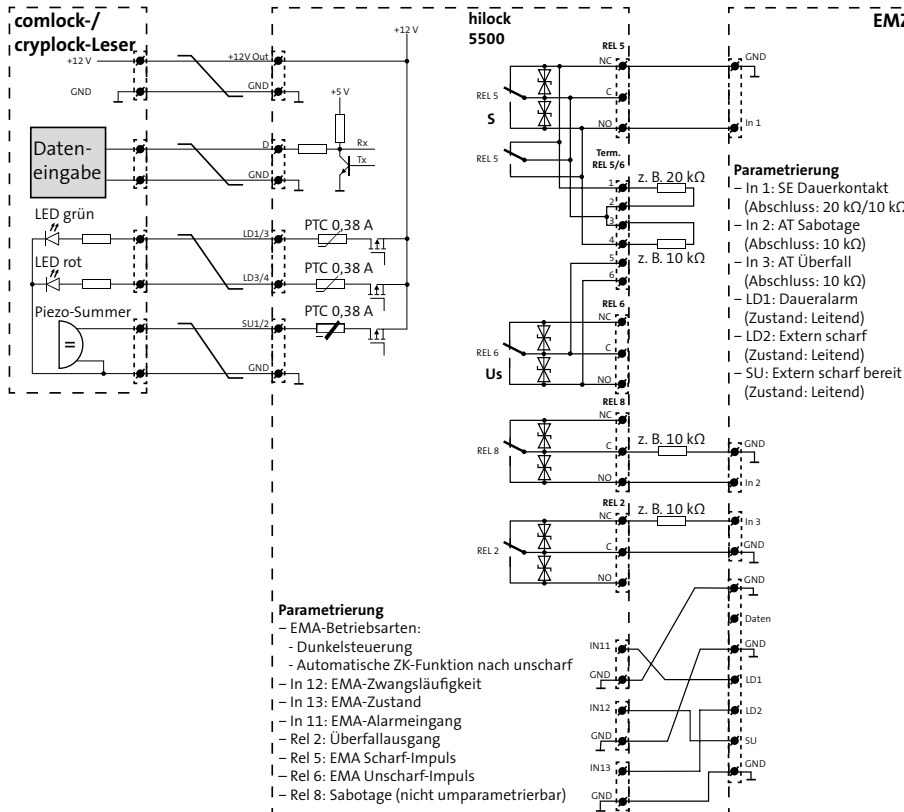 comlock-/
cryplock-Leser
+12 V
GND
Daten-
eingabe
LED grün
LED rot
Piezo-Summer
=
hilock
5500
+12 V
+12V Out
GND
+5 V
D
Rx
Tx
GND
LD1/3
PTC 0,38 A
LD3/4
PTC 0,38 A
SU1/2
PTC 0,38 A
GND
REL 5
NC
REL 5
C
S
NO
REL 5
Term.
REL 5/6
1
2
3
4
5
6
z. B. 20 kΩ
z. B. 10 kΩ
REL 6
NC
REL 6
C
Us
NO
REL 8
NC
REL 8
C
z. B. 10 kΩ
NO
REL 2
NC
z. B. 10 kΩ
REL 2
C
NO
Parametrierung
– EMA-Betriebsarten:
- Dunkelsteuerung
- Automatische ZK-Funktion nach unscharf
– In 12: EMA-Zwangsläufigkeit
– In 13: EMA-Zustand
– In 11: EMA-Alarmeingang
– Rel 2: Überfallausgang
– Rel 5: EMA Scharf-Impuls
– Rel 6: EMA Unscharf-Impuls
– Rel 8: Sabotage (nicht umparametrierbar)
IN11
GND
IN12
GND
IN13
GND
EMZ
GND
In 1
Parametrierung
– In 1: SE Dauerkontakt
(Abschluss: 20 kΩ/10 kΩ
– In 2: AT Sabotage
(Abschluss: 10 kΩ)
– In 3: AT Überfall
(Abschluss: 10 kΩ)
– LD1: Daueralarm
(Zustand: Leitend)
– LD2: Extern scharf
(Zustand: Leitend)
– SU: Extern scharf bereit
(Zustand: Leitend)
GND
In 2
In 3
GND
GND
Daten
GND
LD1
LD2
SU
GND